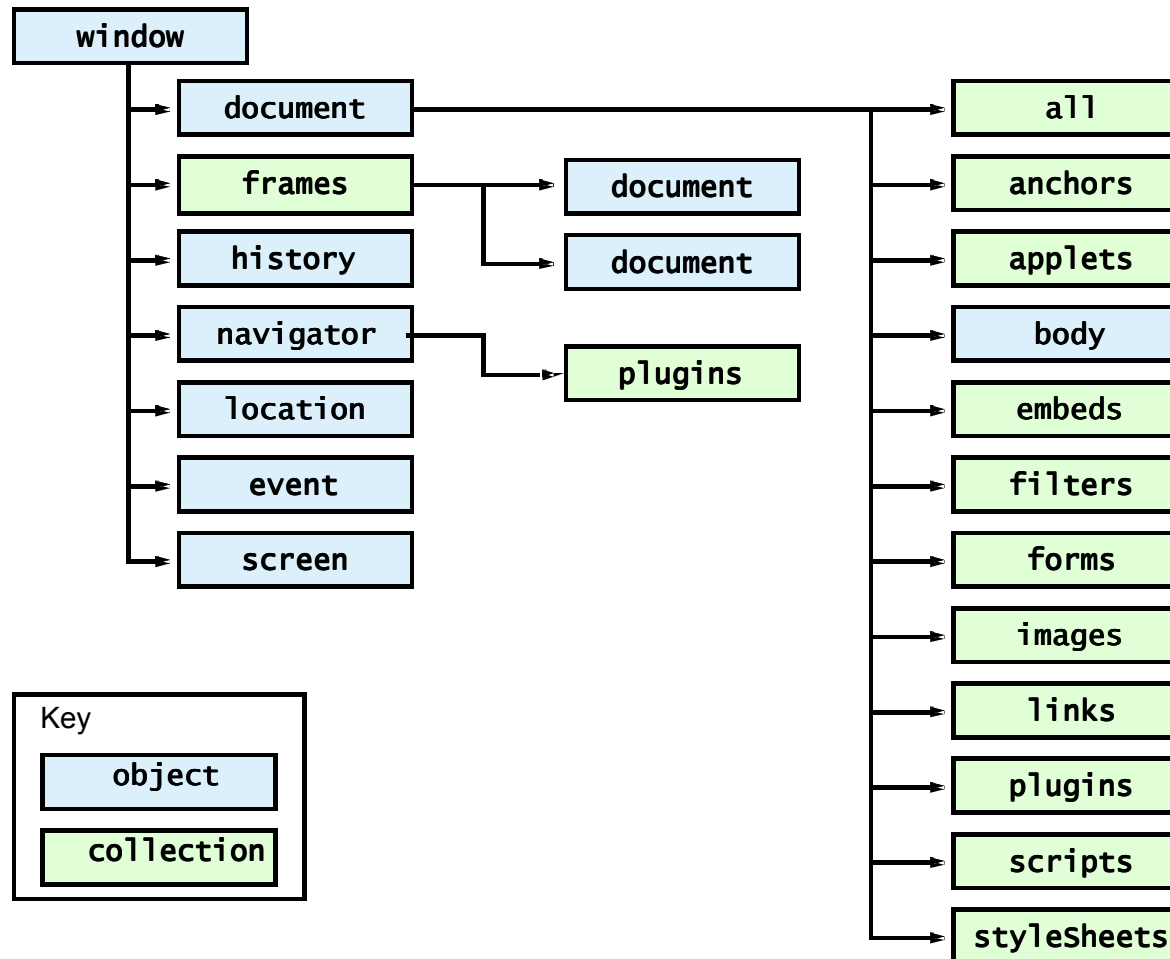 window
document
all
frames
document
anchors
history
document
applets
navigator
plugins
body
location
embeds
event
filters
screen
forms
images
links
Key
object
plugins
collection
scripts
styleSheets